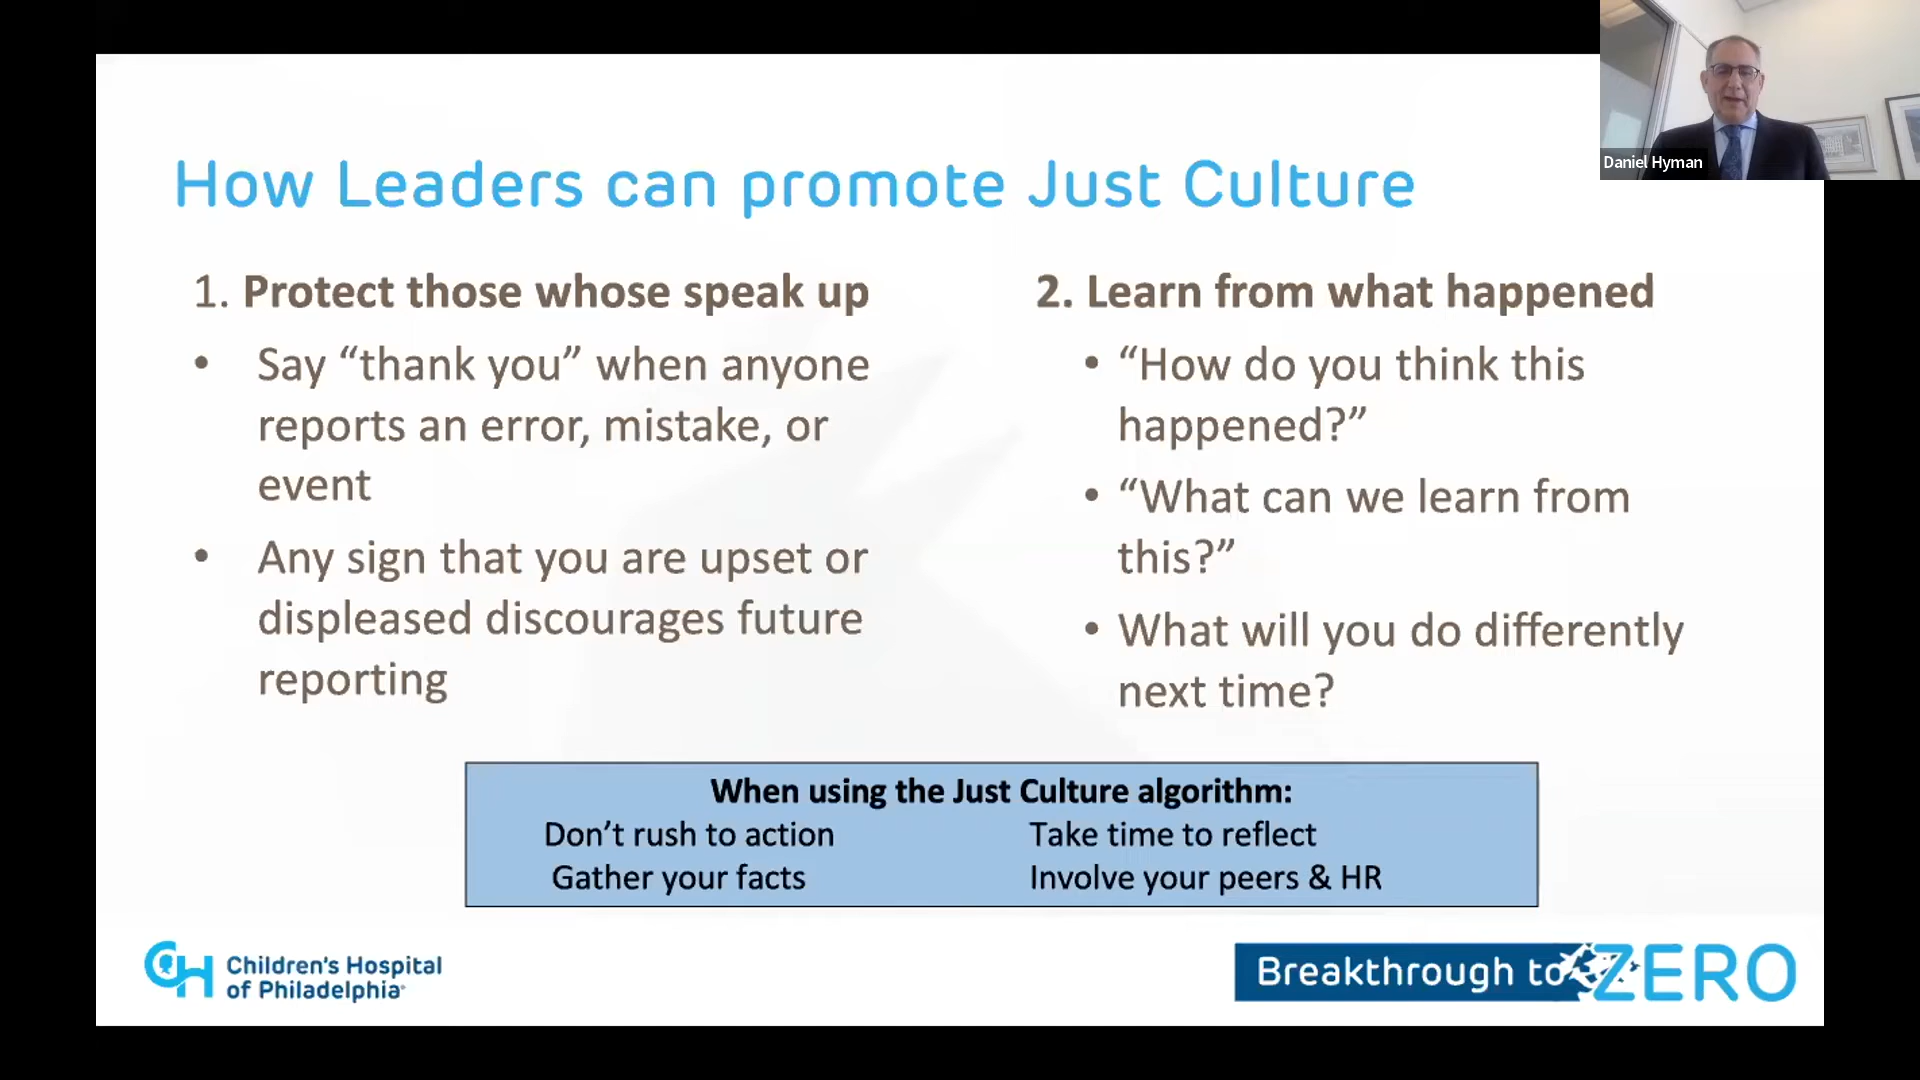 Daniel Hyman
How Leaders can promote Just Culture
1. Protect those whose speak up
• Say “thank you” when anyone
reports an error, mistake, or
event
• Any sign that you are upset or
displeased discourages future
reporting
2. Learn from what happened
• “How do you think this
happened?”
• “What can we learn from
this?”
• What will you do differently
next time?
When using the Just Culture algorithm:
Don’t rush to action
Take time to reflect
Gather your facts
Involve your peers & HR
CH
Children's Hospital
of Philadelphia
Breakthrough to ZERO